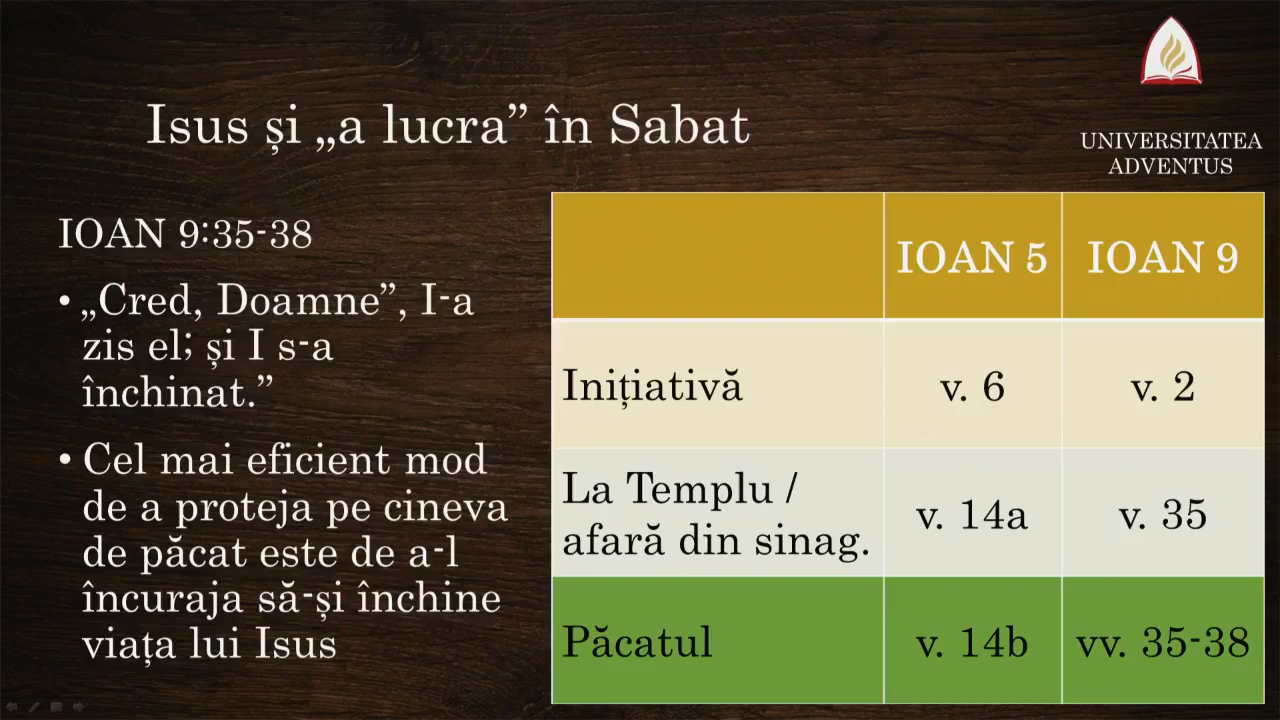 Isus și „a lucra” în Sabat
UNIVERSITATEA
ADVENTUS
IOAN 9:35-38
• „Cred, Doamne”, I-a
zis el; și I s-a
închinat.”
• Cel mai eficient mod
de a proteja pe cineva
de păcat este de a-l
încuraja să-și închine
viața lui Isus
IOAN 5 IOAN 9
Inițiativă v. 6 v. 2
La Templu /
afară din sinag. v. 14a v. 35
Păcatul v. 14b vv. 35-38